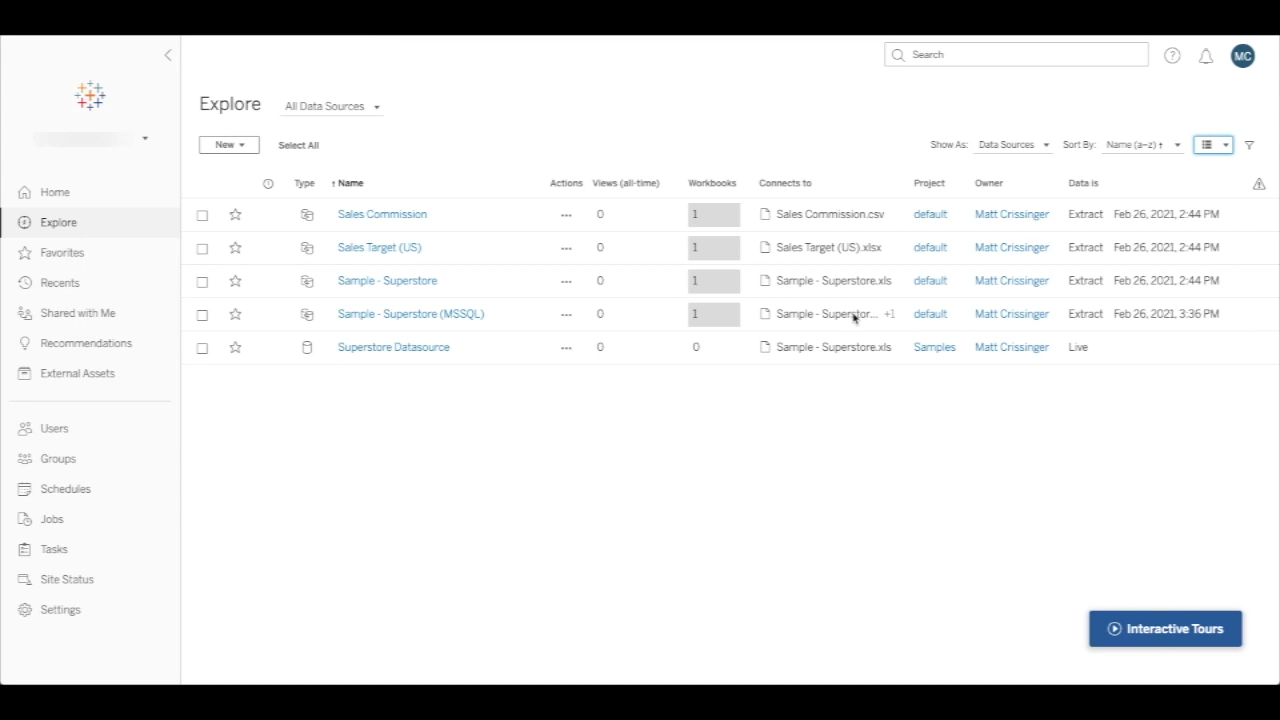 Search
MC
Explore
All Data Sources
New
Select All
Show As:
Data Sources
Sort By:
Name (a–z) ↑
Type
↑ Name
Actions
Views (all-time)
Workbooks
Connects to
Project
Owner
Data is
Sales Commission ... 0 1 Sales Commission.csv default Matt Crissinger Extract Feb 26, 2021, 2:44 PM
Sales Target (US) ... 0 1 Sales Target (US).xlsx default Matt Crissinger Extract Feb 26, 2021, 2:44 PM
Sample - Superstore ... 0 1 Sample - Superstore.xls default Matt Crissinger Extract Feb 26, 2021, 2:44 PM
Sample - Superstore (MSSQL) ... 0 1 Sample - Superstor... +1 default Matt Crissinger Extract Feb 26, 2021, 3:36 PM
Superstore Datasource ... 0 0 Sample - Superstore.xls Samples Matt Crissinger Live
Home
Explore
Favorites
Recents
Shared with Me
Recommendations
External Assets
Users
Groups
Schedules
Jobs
Tasks
Site Status
Settings
Interactive Tours